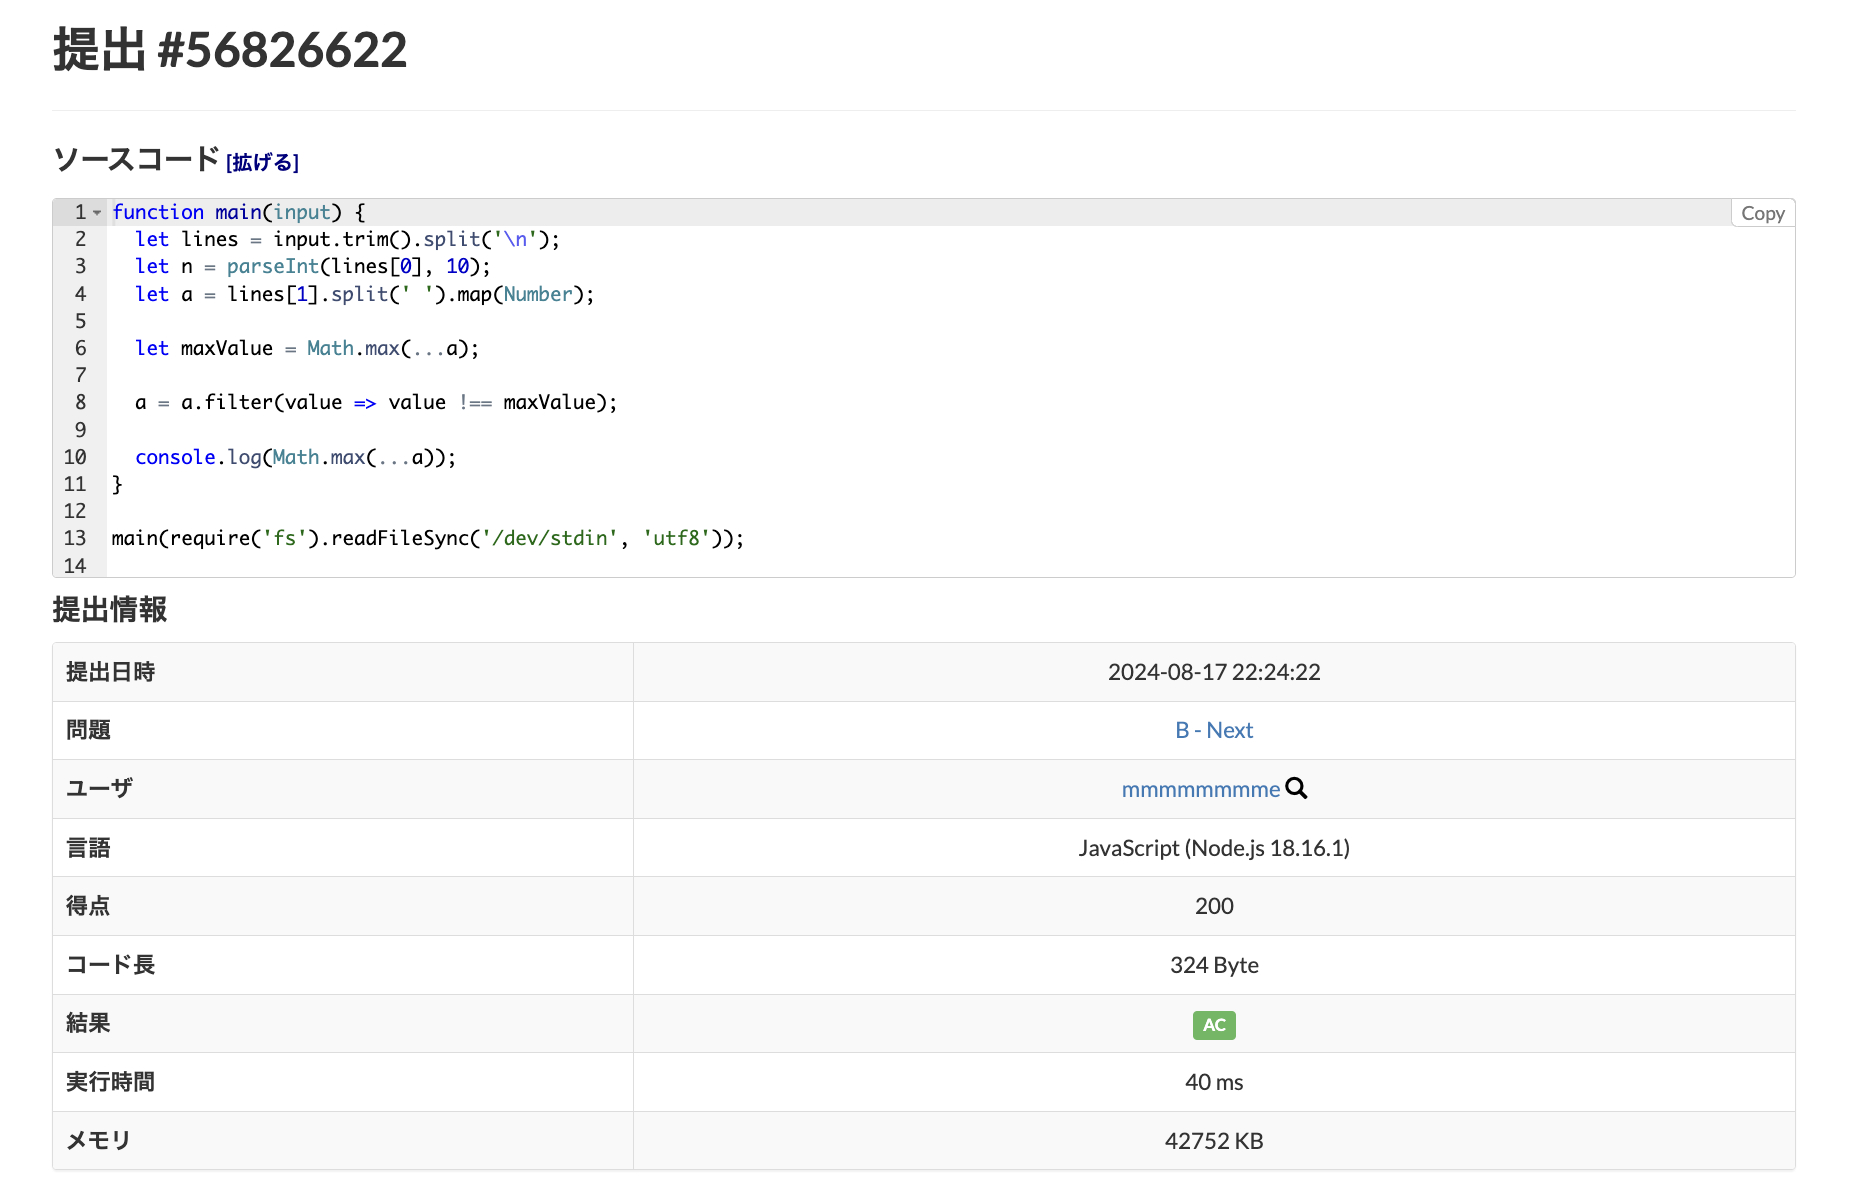 提出 #56826622
ソースコード [拡げる]
Copy
1 function main(input) {
2   let lines = input.trim().split('\n');
3   let n = parseInt(lines[0], 10);
4   let a = lines[1].split(' ').map(Number);
5
6   let maxValue = Math.max(...a);
7
8   a = a.filter(value => value !== maxValue);
9
10   console.log(Math.max(...a));
11 }
12
13 main(require('fs').readFileSync('/dev/stdin', 'utf8'));
14
提出情報
提出日時 2024-08-17 22:24:22
問題 B - Next
ユーザ mmmmmmmme
言語 JavaScript (Node.js 18.16.1)
得点 200
コード長 324 Byte
結果 AC
実行時間 40 ms
メモリ 42752 KB